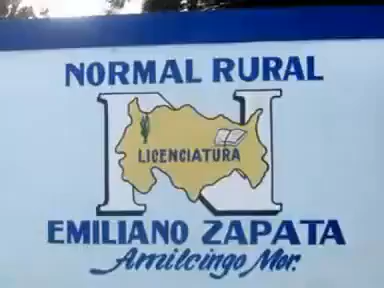 NORMAL RURAL
N
LICENCIATURA
EMILIANO ZAPATA
Amilcingo Mor.